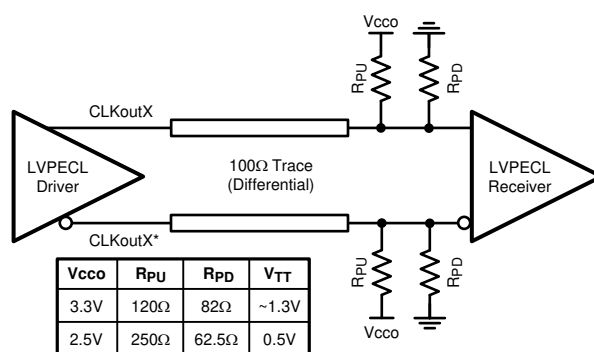 Vcco
RPU
RPD
CLKoutX
LVPECL
Driver
100Ω Trace
(Differential)
LVPECL
Receiver
CLKoutX*
RPU
RPD
Vcco
Vcco RPU RPD VTT
3.3V 120Ω 82Ω ~1.3V
2.5V 250Ω 62.5Ω 0.5V